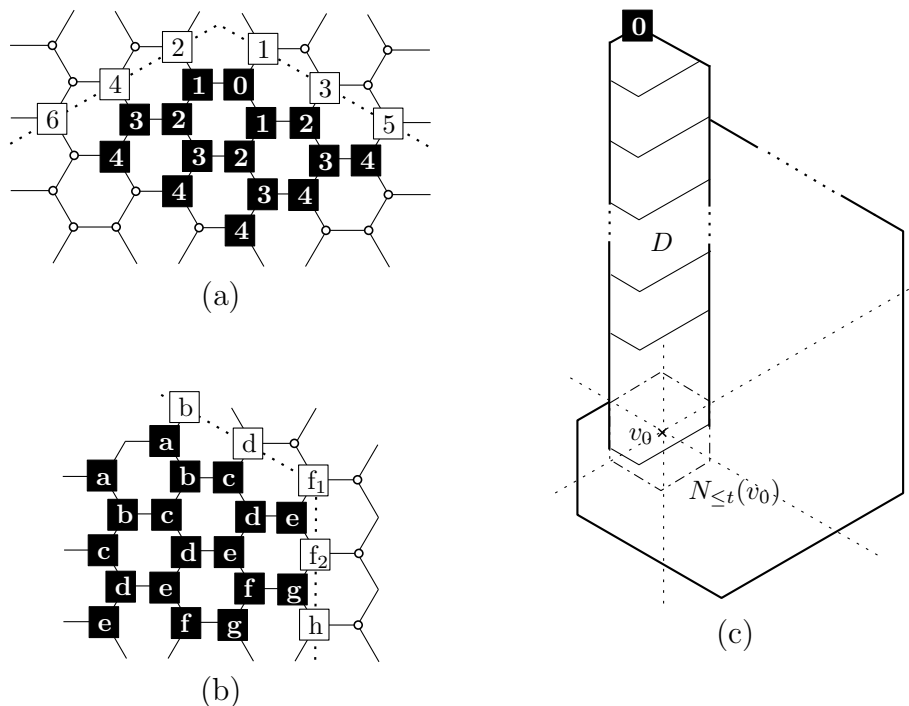 2 1
4 1 0 3
6 3 2 1 2 5
4 3 2 3 4
4 3 4
4
(a)
b
a d
a b c f₁
b c d e
c d e f₂
d e f g
e f g h
(b)
0
D
v₀
N≤t(v₀)
(c)